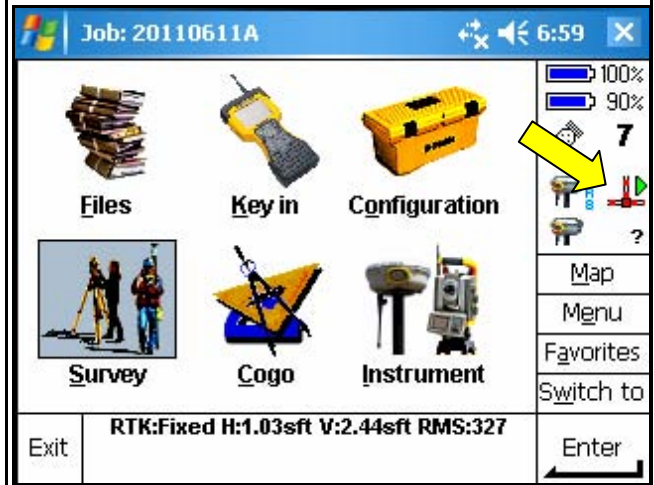 Job: 20110611A 6:59
100%
90%
7
Files Key in Configuration
?
Map
Menu
Survey Cogo Instrument
Favorites
Switch to
Exit RTK:Fixed H:1.03sft V:2.44sft RMS:327 Enter